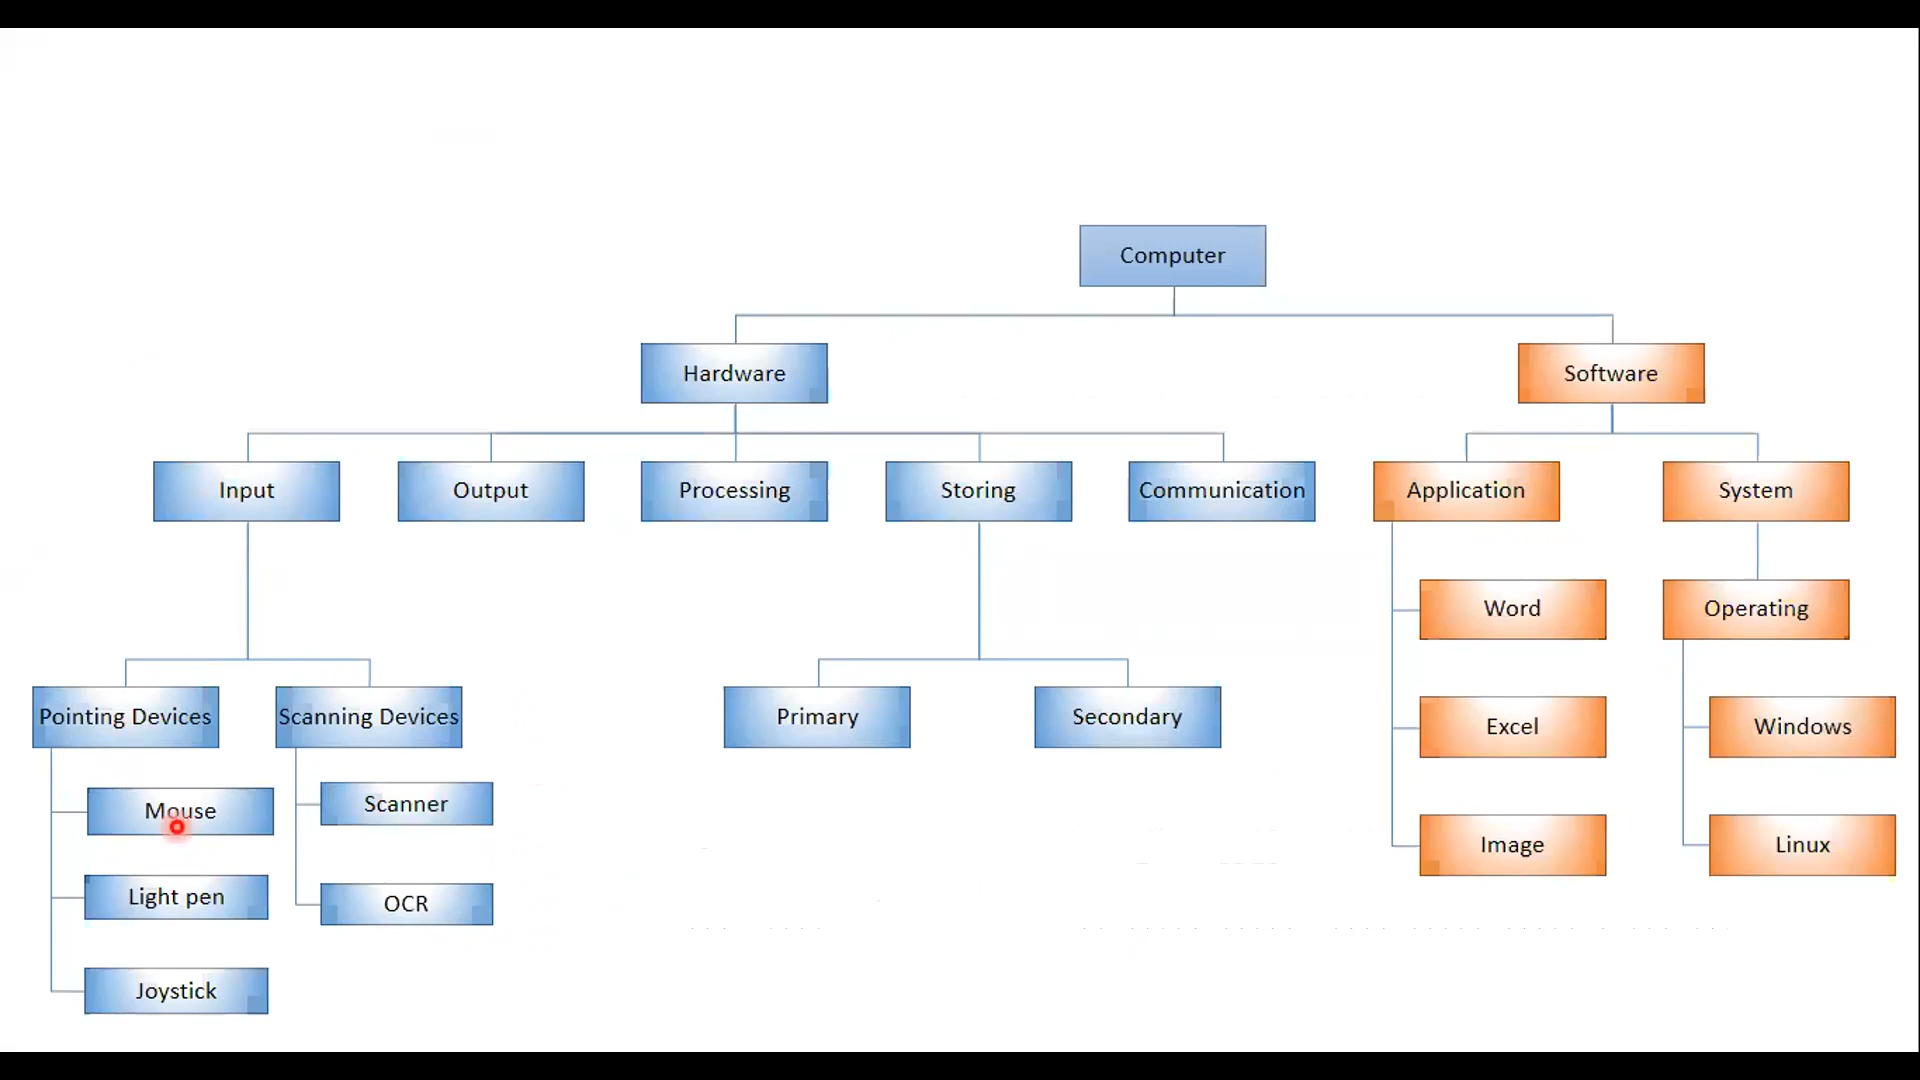 Computer
Hardware
Software
Input
Output
Processing
Storing
Communication
Application
System
Word
Operating
Pointing Devices
Scanning Devices
Primary
Secondary
Excel
Windows
Mouse
Scanner
Image
Linux
Light pen
OCR
Joystick